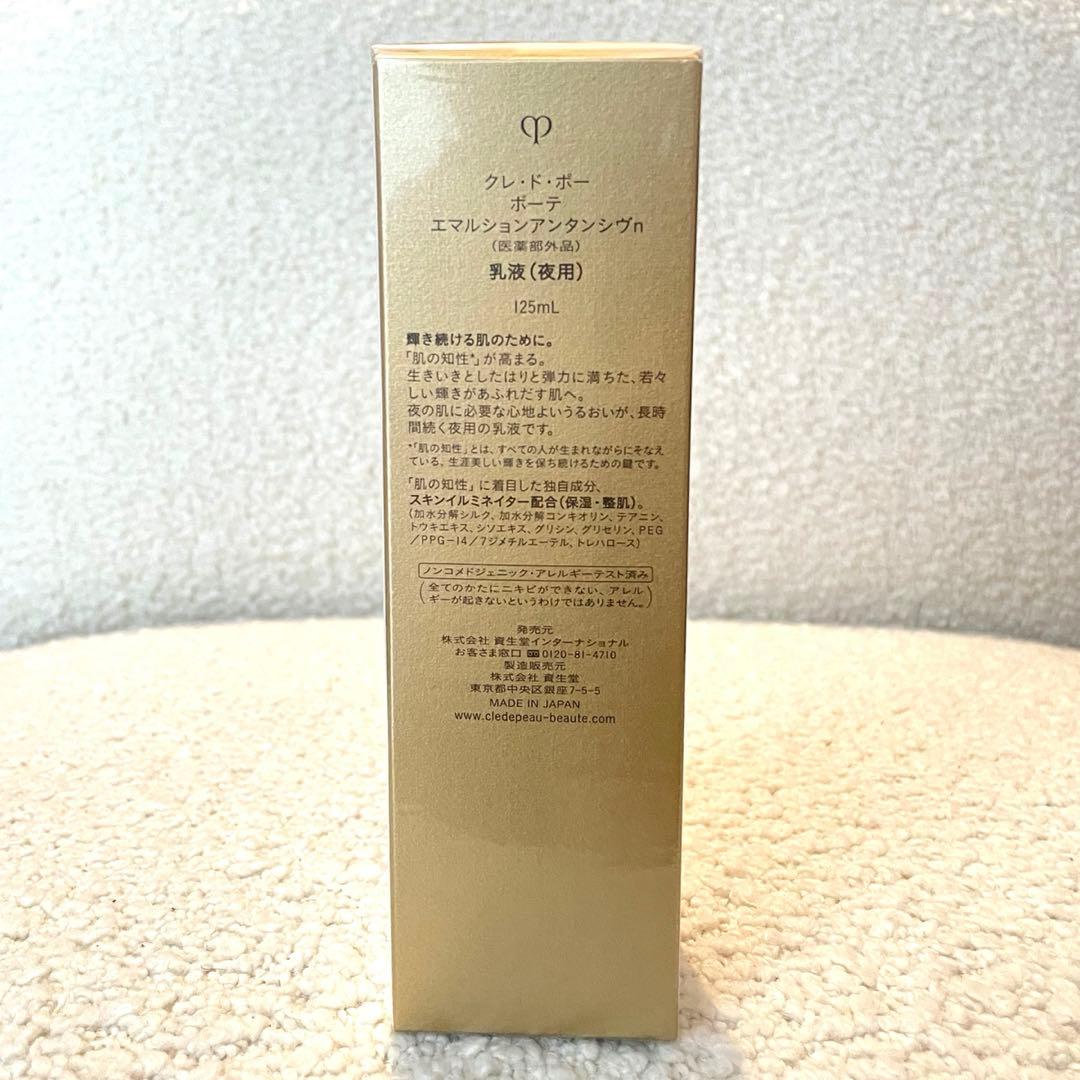 クレ・ド・ポー
ボーテ
エマルションアンタンシヴn
（医薬部外品）
乳液（夜用）
125mL
輝き続ける肌のために。
「肌の知性*」が高まる。
生きいきとしたはりと弾力に満ちた、若々
しい輝きがあふれだす肌へ。
夜の肌に必要な心地よいうるおいが、長時
間続く夜用の乳液です。
*「肌の知性」とは、すべての人が生まれながらにそなえ
ている、生涯美しい輝きを保ち続けるための鍵です。
「肌の知性」に着目した独自成分、
スキンイルミネイター配合（保湿・整肌）。
（加水分解シルク、加水分解コンキオリン、テアニン、
トウキエキス、シソエキス、グリシン、グリセリン、PEG
／PPG-14／7ジメチルエーテル、トレハロース）
ノンコメドジェニック・アレルギーテスト済み
（全てのかたにニキビができない、アレル
ギーが起きないというわけではありません。）
発売元
株式会社 資生堂インターナショナル
お客さま窓口 0120-81-4710
製造販売元
株式会社 資生堂
東京都中央区銀座7-5-5
MADE IN JAPAN
www.cledepeau-beaute.com